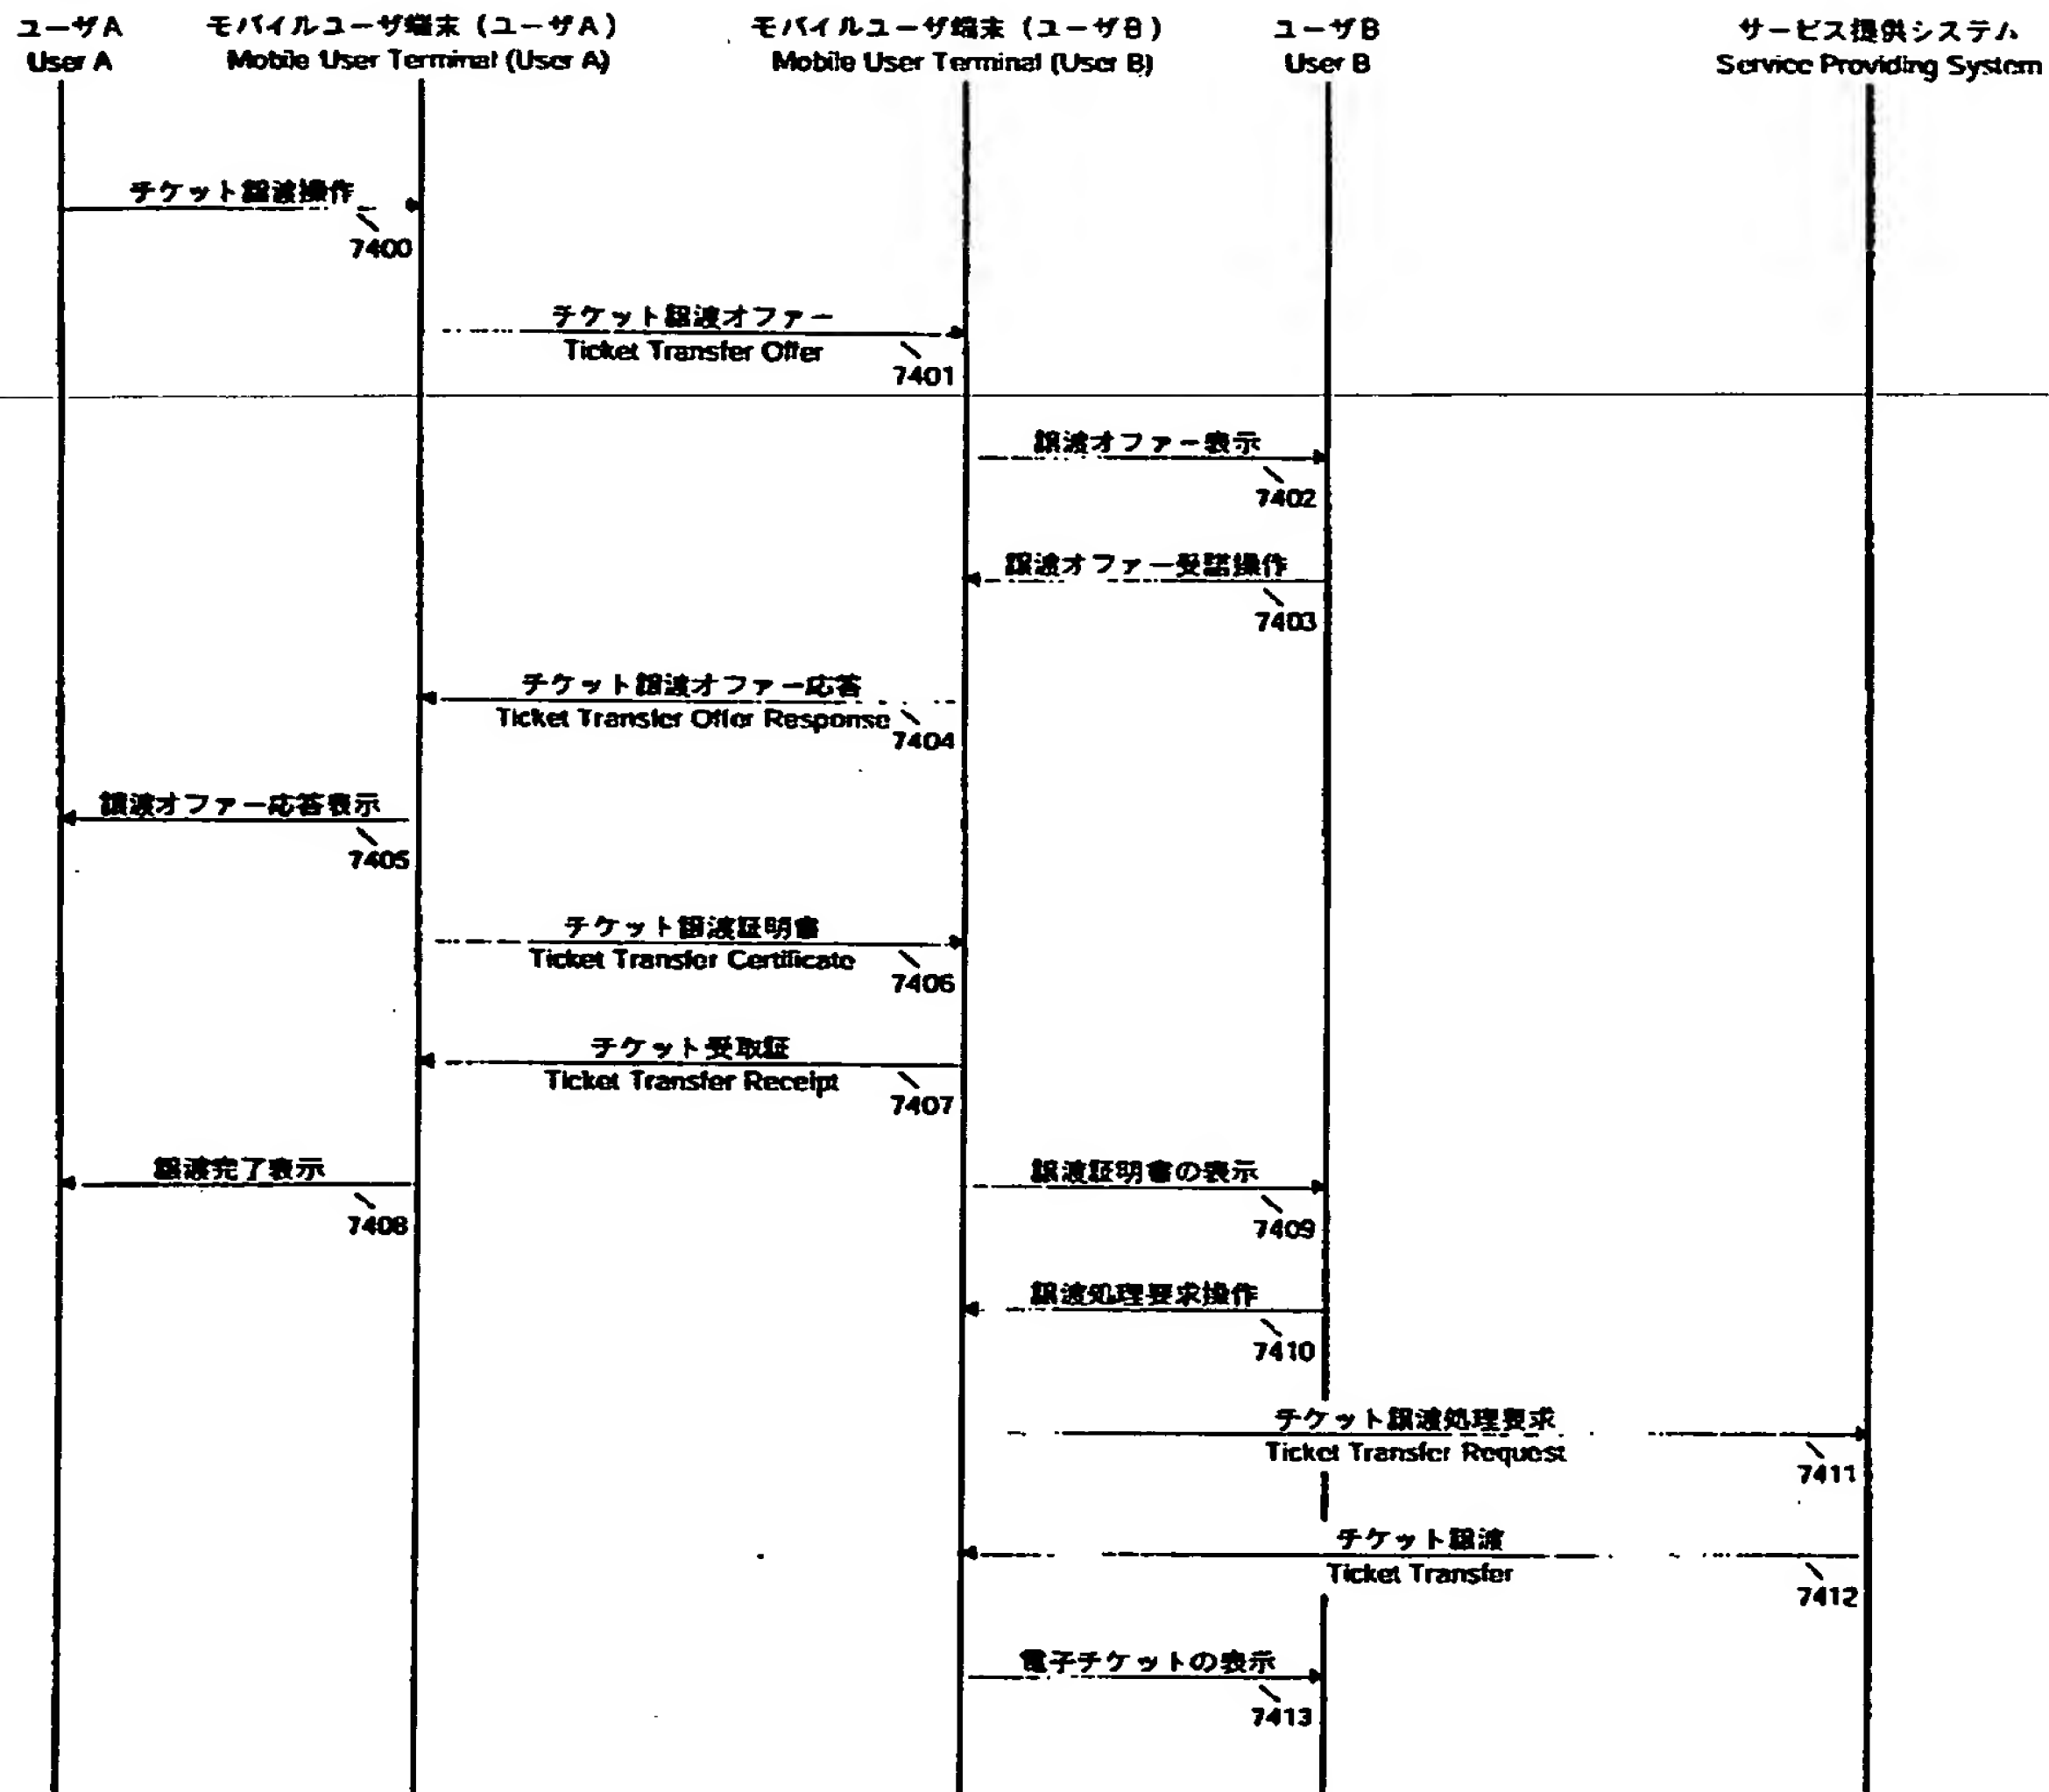 ユーザA
User A
モバイルユーザ端末（ユーザA）
Mobile User Terminal (User A)
モバイルユーザ端末（ユーザB）
Mobile User Terminal (User B)
ユーザB
User B
サービス提供システム
Service Providing System
チケット譲渡操作
7400
チケット譲渡オファー
Ticket Transfer Offer
7401
譲渡オファー表示
7402
譲渡オファー受諾操作
7403
チケット譲渡オファー応答
Ticket Transfer Offer Response
7404
譲渡オファー応答表示
7405
チケット譲渡証明書
Ticket Transfer Certificate
7406
チケット受取証
Ticket Transfer Receipt
7407
譲渡完了表示
7408
譲渡証明書の表示
7409
譲渡処理要求操作
7410
チケット譲渡処理要求
Ticket Transfer Request
7411
チケット譲渡
Ticket Transfer
7412
電子チケットの表示
7413